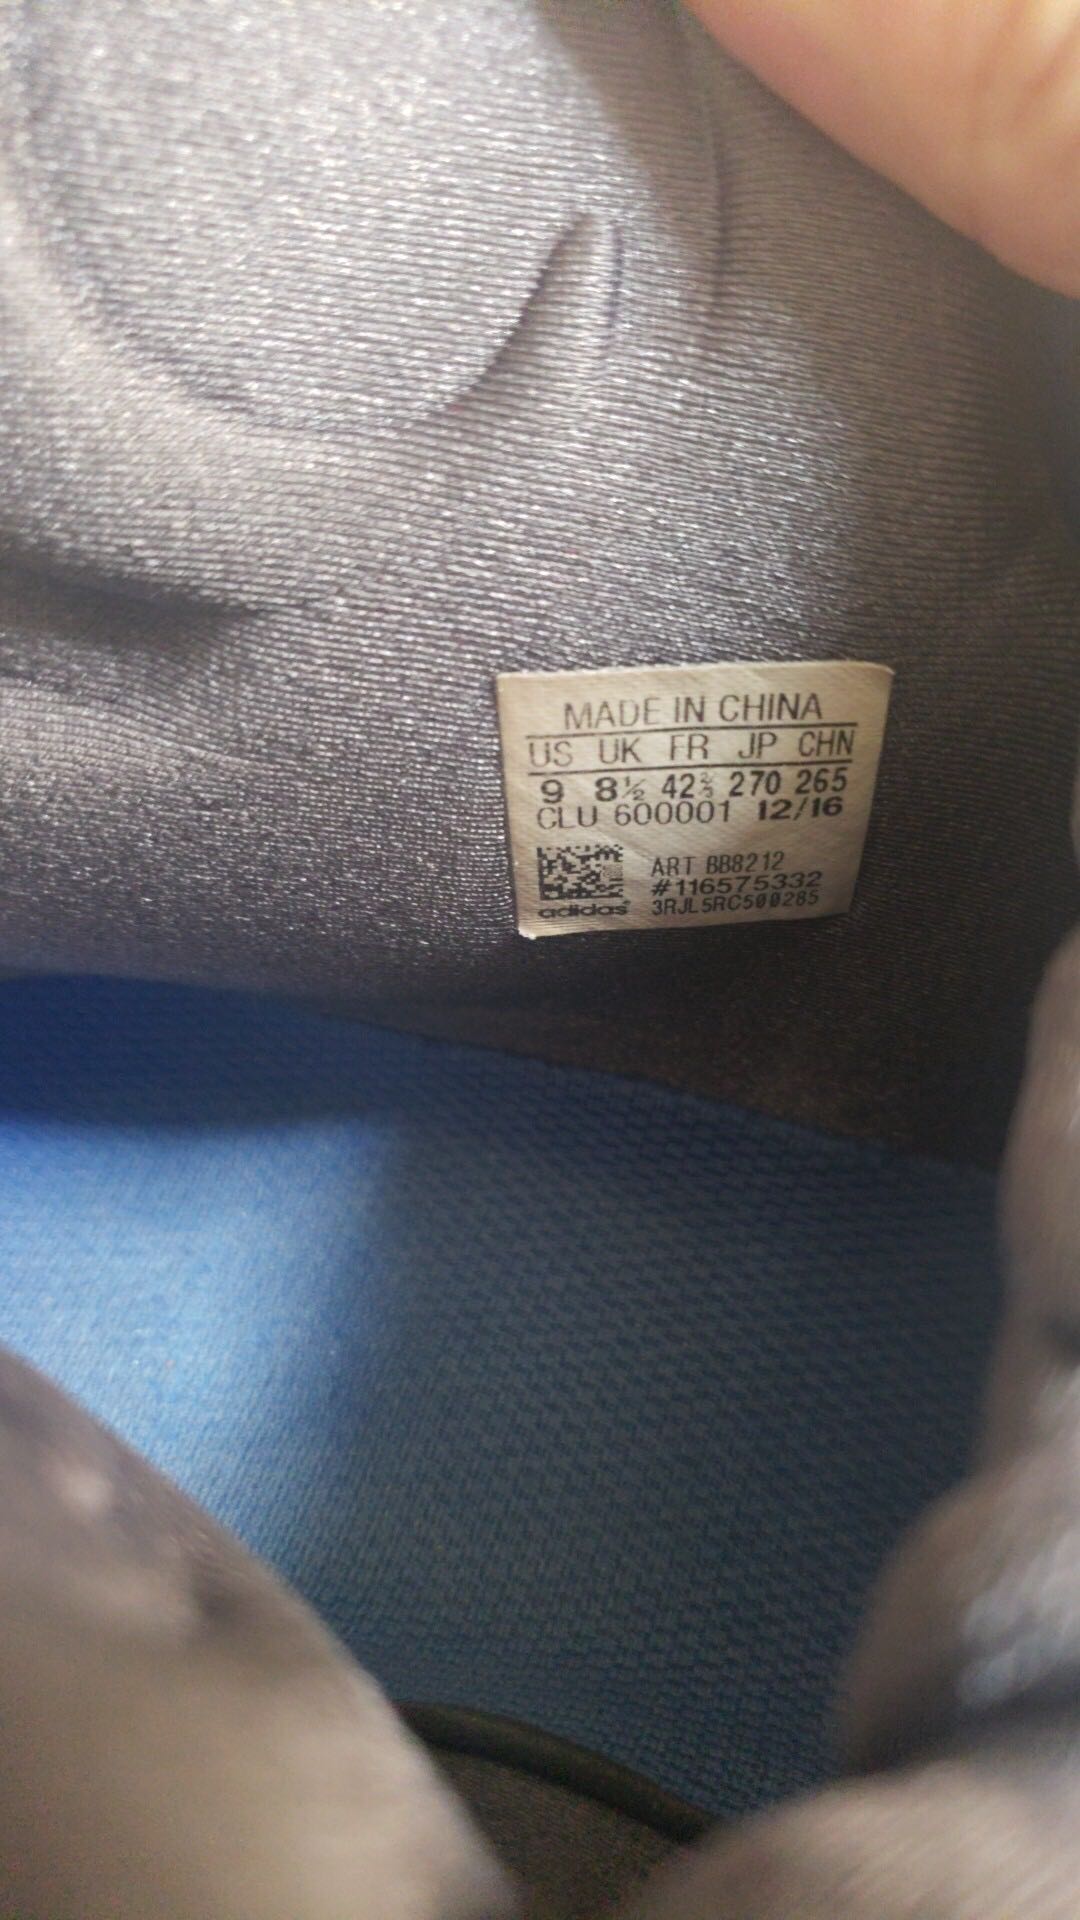 MADE IN CHINA
US UK FR JP CHN
9 8½ 42⅔ 270 265
CLU 600001 12/16
ART BB8212
#116575332
adidas 3RJL5RC500285